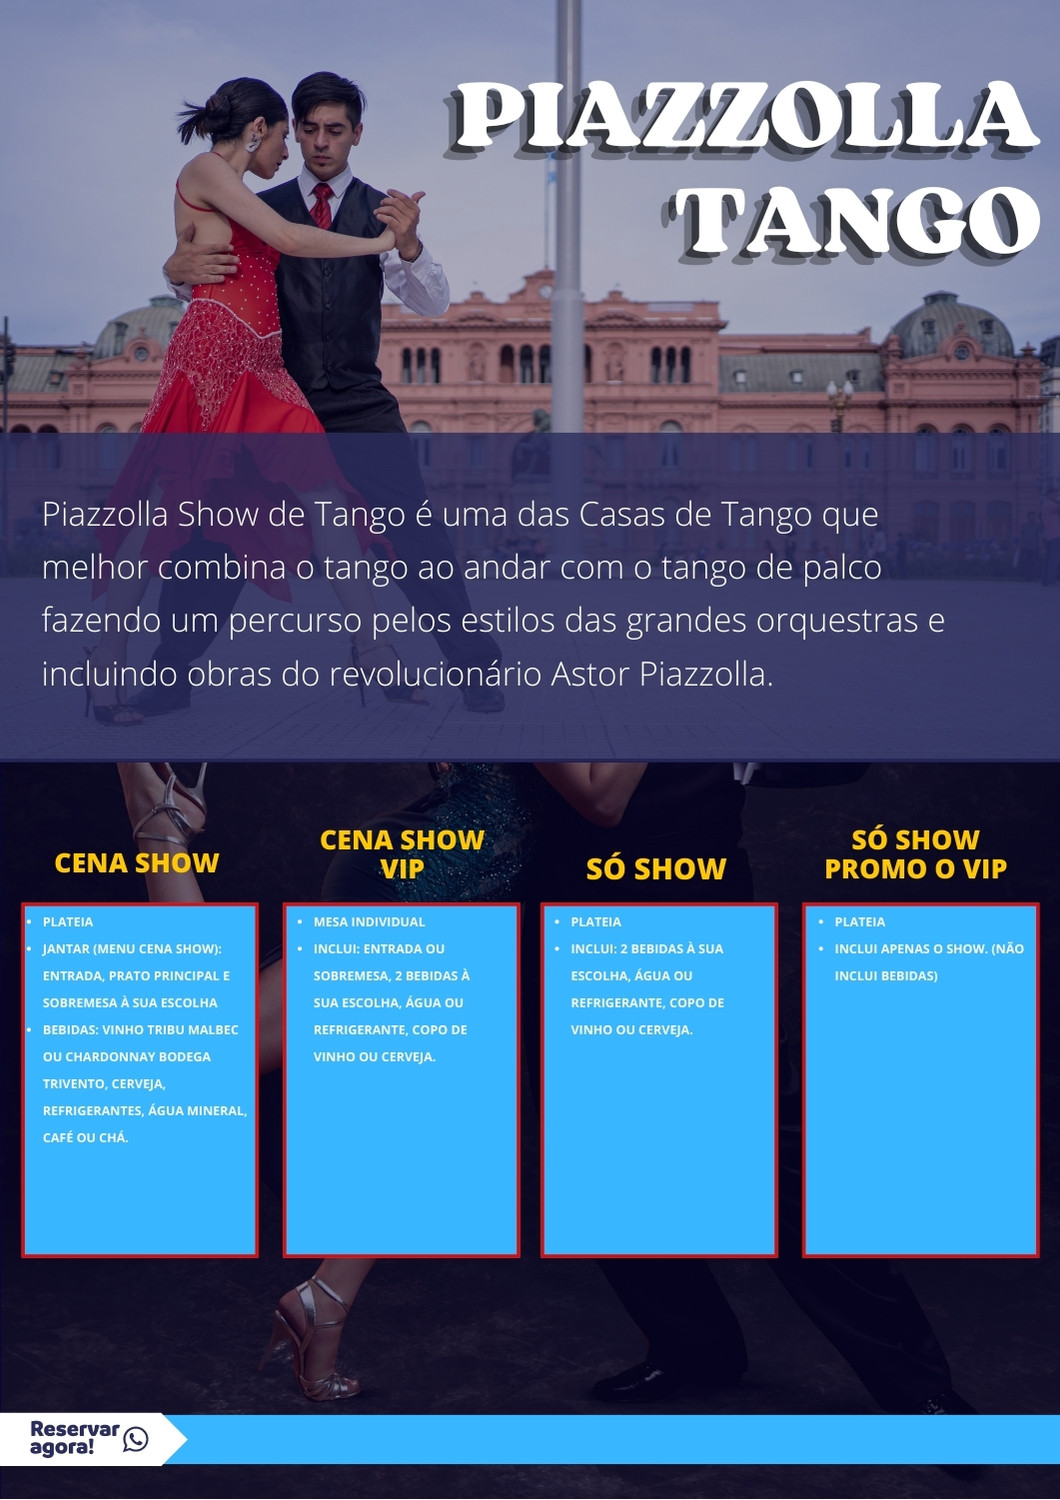 PIAZZOLLA
TANGO
Piazzolla Show de Tango é uma das Casas de Tango que
melhor combina o tango ao andar com o tango de palco
fazendo um percurso pelos estilos das grandes orquestras e
incluindo obras do revolucionário Astor Piazzolla.
CENA SHOW
• PLATEIA
• JANTAR (MENU CENA SHOW):
ENTRADA, PRATO PRINCIPAL E
SOBREMESA À SUA ESCOLHA
• BEBIDAS: VINHO TRIBU MALBEC
OU CHARDONNAY BODEGA
TRIVENTO, CERVEJA,
REFRIGERANTES, ÁGUA MINERAL,
CAFÉ OU CHÁ.
CENA SHOW
VIP
• MESA INDIVIDUAL
• INCLUI: ENTRADA OU
SOBREMESA, 2 BEBIDAS À
SUA ESCOLHA, ÁGUA OU
REFRIGERANTE, COPO DE
VINHO OU CERVEJA.
SÓ SHOW
• PLATEIA
• INCLUI: 2 BEBIDAS À SUA
ESCOLHA, ÁGUA OU
REFRIGERANTE, COPO DE
VINHO OU CERVEJA.
SÓ SHOW
PROMO O VIP
• PLATEIA
• INCLUI APENAS O SHOW. (NÃO
INCLUI BEBIDAS)
Reservar
agora!